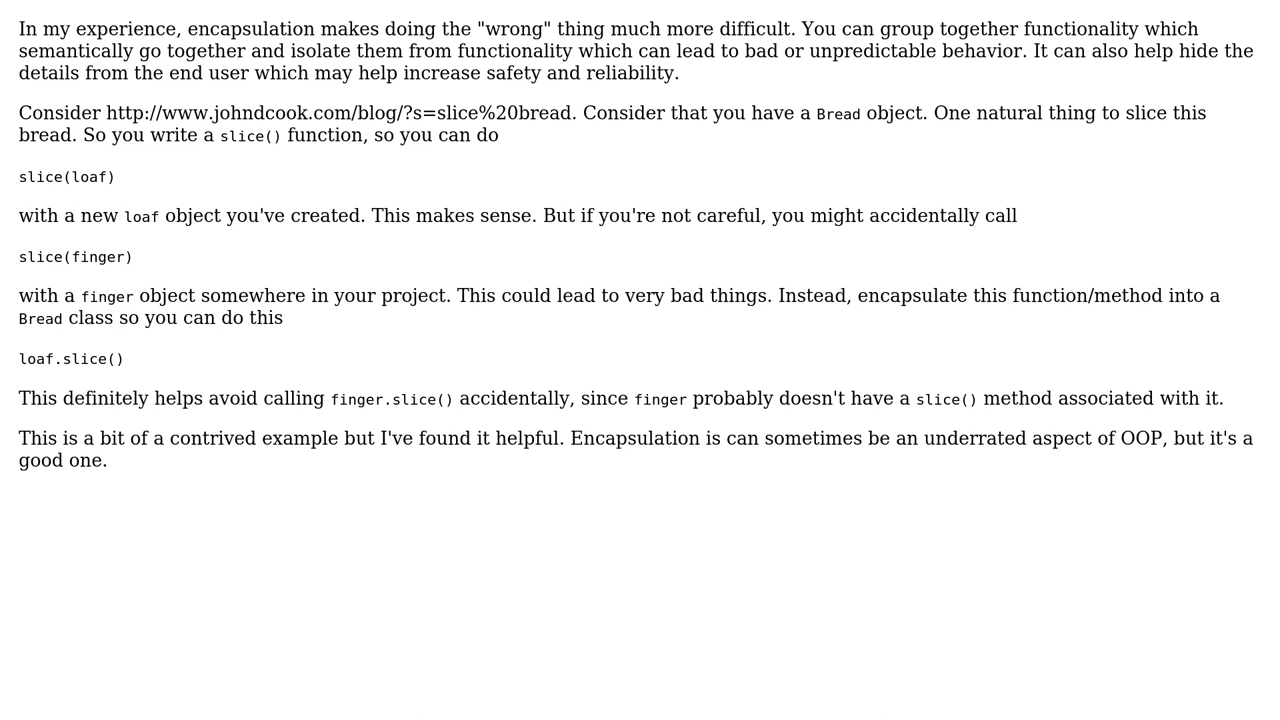 In my experience, encapsulation makes doing the "wrong" thing much more difficult. You can group together functionality which
semantically go together and isolate them from functionality which can lead to bad or unpredictable behavior. It can also help hide the
details from the end user which may help increase safety and reliability.
Consider http://www.johndcook.com/blog/?s=slice%20bread. Consider that you have a Bread object. One natural thing to slice this
bread. So you write a slice() function, so you can do
slice(loaf)
with a new loaf object you've created. This makes sense. But if you're not careful, you might accidentally call
slice(finger)
with a finger object somewhere in your project. This could lead to very bad things. Instead, encapsulate this function/method into a
Bread class so you can do this
loaf.slice()
This definitely helps avoid calling finger.slice() accidentally, since finger probably doesn't have a slice() method associated with it.
This is a bit of a contrived example but I've found it helpful. Encapsulation is can sometimes be an underrated aspect of OOP, but it's a
good one.